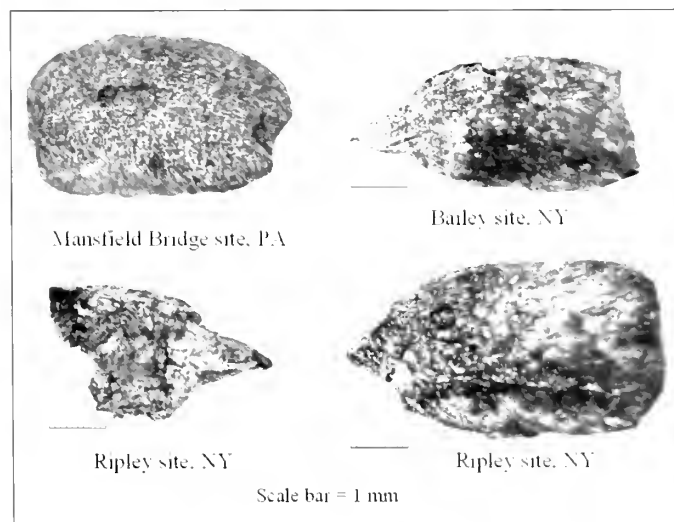 Mansfield Bridge site, PA
Bailey site, NY
Ripley site, NY
Ripley site, NY
Scale bar = 1 mm